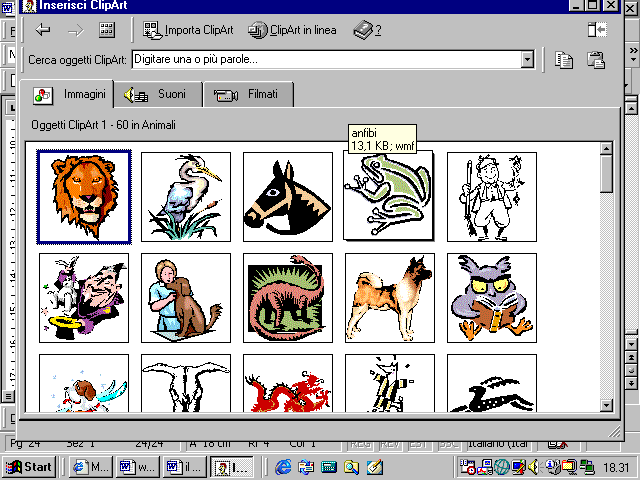 Inserisci ClipArt
Importa ClipArt
ClipArt in linea
?
Cerca oggetti ClipArt:
Digitare una o più parole...
Immagini
Suoni
Filmati
Oggetti ClipArt 1 - 60 in Animali
anfibi
13,1 KB; wmf
Pg 24 Sez 1 24/24 A 18 cm Ri 4 Col 1 REG REV EST SSC Italiano (Ital
Start
M...
w...
il ...
I...
18.31